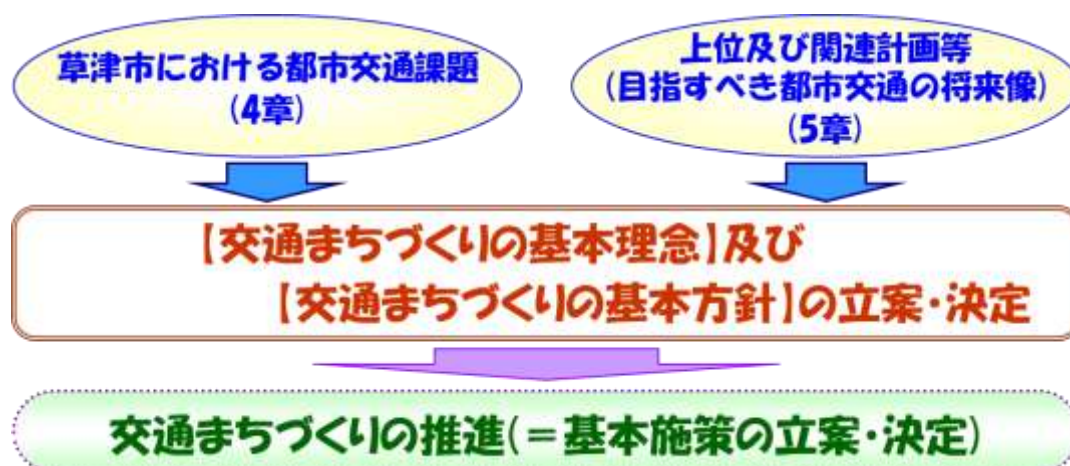 草津市における都市交通課題
(4章)
上位及び関連計画等
(目指すべき都市交通の将来像)
(5章)
【交通まちづくりの基本理念】及び
【交通まちづくりの基本方針】の立案・決定
交通まちづくりの推進(=基本施策の立案・決定)